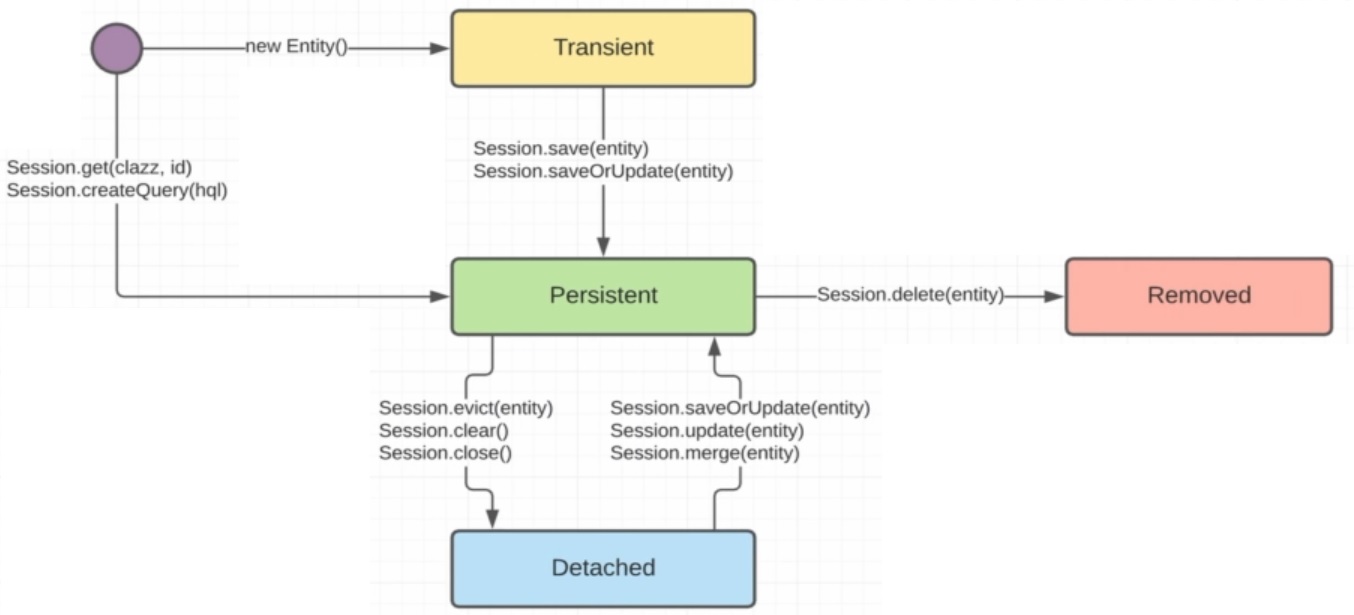 new Entity()
Transient
Session.save(entity)
Session.saveOrUpdate(entity)
Session.get(clazz, id)
Session.createQuery(hql)
Persistent
Session.delete(entity)
Removed
Session.evict(entity)
Session.clear()
Session.close()
Session.saveOrUpdate(entity)
Session.update(entity)
Session.merge(entity)
Detached